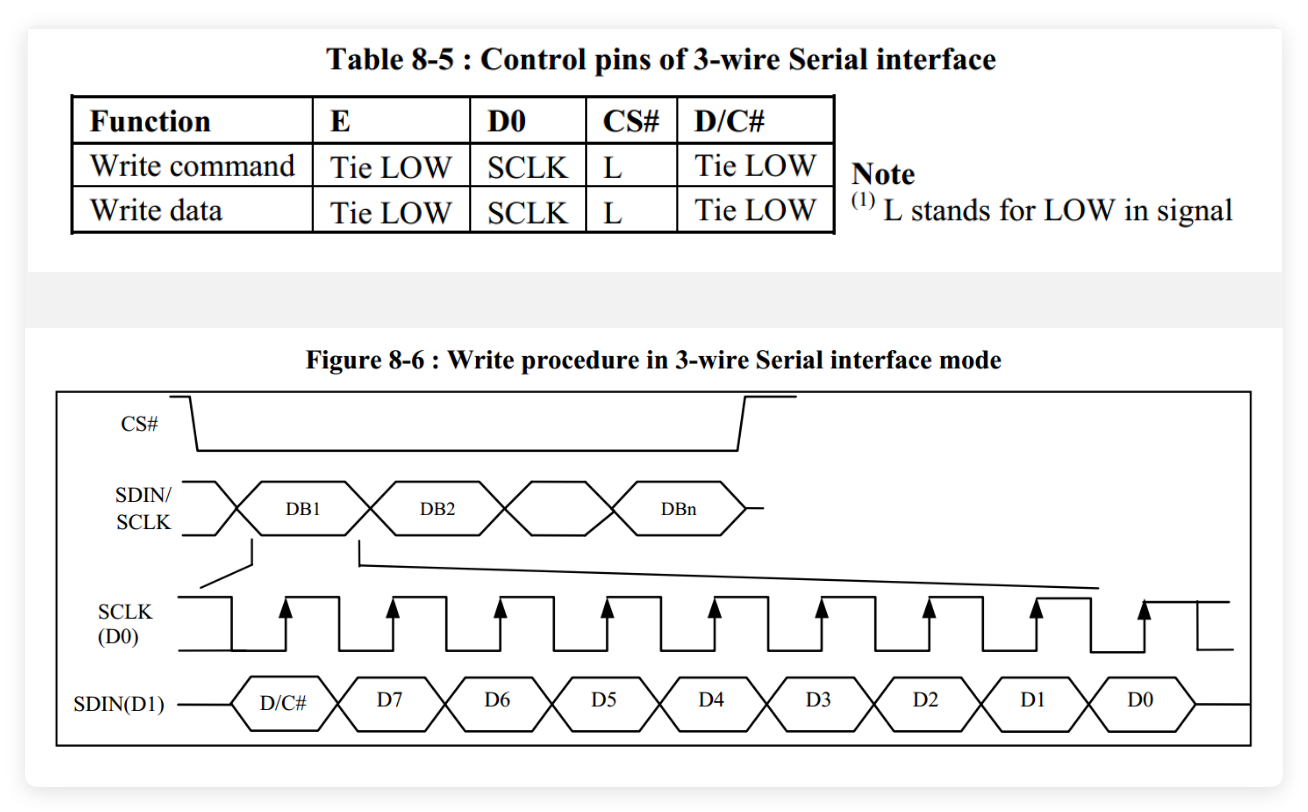 Table 8-5 : Control pins of 3-wire Serial interface
Function E D0 CS# D/C#
Write command Tie LOW SCLK L Tie LOW
Write data Tie LOW SCLK L Tie LOW
Note
(1) L stands for LOW in signal
Figure 8-6 : Write procedure in 3-wire Serial interface mode
CS#
SDIN/
SCLK
DB1 DB2 DBn
SCLK
(D0)
SDIN(D1) D/C# D7 D6 D5 D4 D3 D2 D1 D0